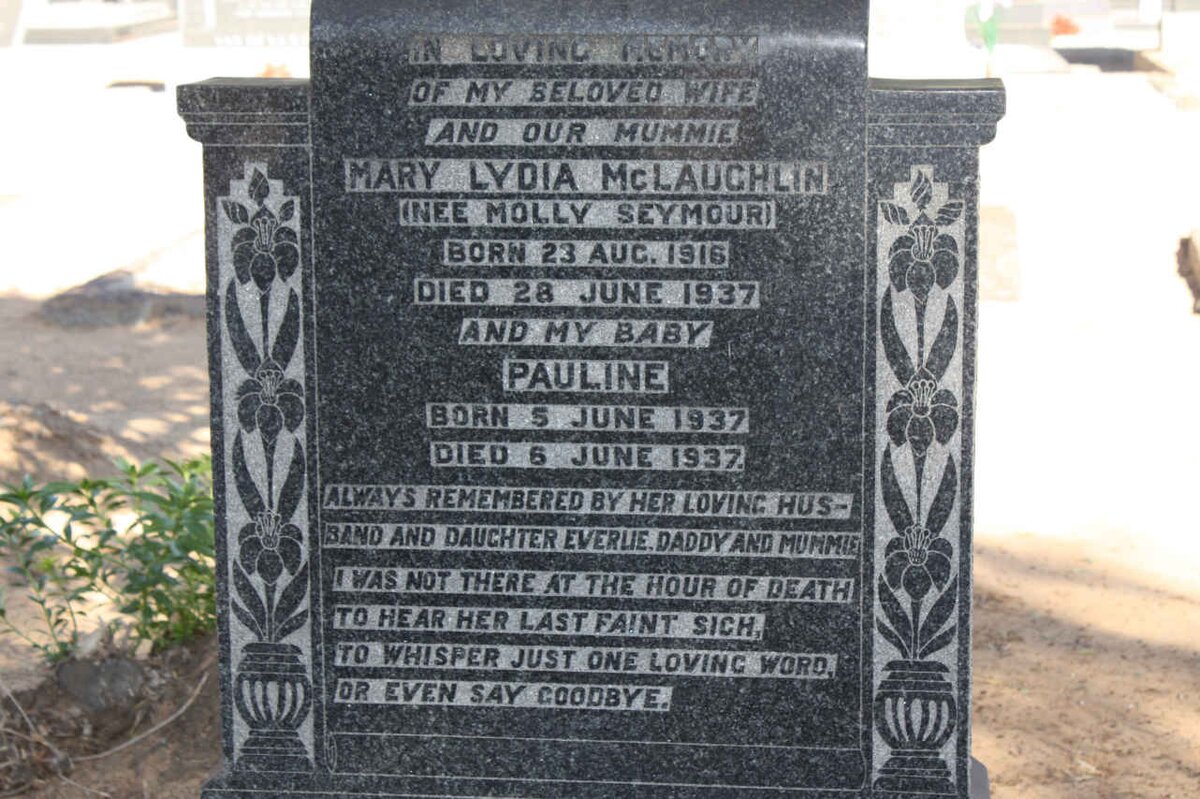 IN LOVING MEMORY
OF MY BELOVED WIFE
AND OUR MUMMIE
MARY LYDIA McLAUGHLIN
(NEE MOLLY SEYMOUR)
BORN 23 AUG. 1916
DIED 28 JUNE 1937
AND MY BABY
PAULINE
BORN 5 JUNE 1937
DIED 6 JUNE 1937.
ALWAYS REMEMBERED BY HER LOVING HUS-
BAND AND DAUGHTER EVERLIE, DADDY AND MUMMIE
I WAS NOT THERE AT THE HOUR OF DEATH
TO HEAR HER LAST FAINT SIGH,
TO WHISPER JUST ONE LOVING WORD,
OR EVEN SAY GOODBYE.